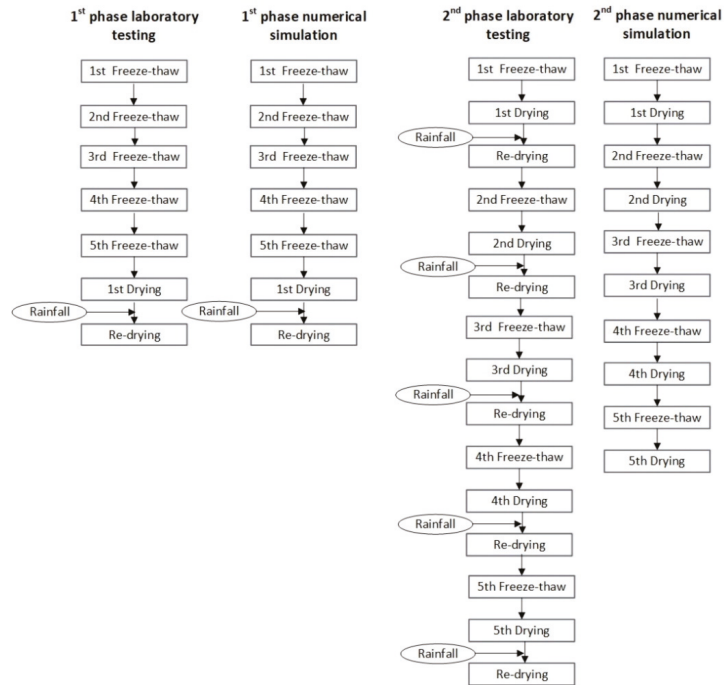 1st phase laboratory
testing
1st Freeze-thaw
2nd Freeze-thaw
3rd Freeze-thaw
4th Freeze-thaw
5th Freeze-thaw
1st Drying
Rainfall
Re-drying
1st phase numerical
simulation
1st Freeze-thaw
2nd Freeze-thaw
3rd Freeze-thaw
4th Freeze-thaw
5th Freeze-thaw
1st Drying
Rainfall
Re-drying
2nd phase laboratory
testing
1st Freeze-thaw
1st Drying
Rainfall
Re-drying
2nd Freeze-thaw
2nd Drying
Rainfall
Re-drying
3rd Freeze-thaw
3rd Drying
Rainfall
Re-drying
4th Freeze-thaw
4th Drying
Rainfall
Re-drying
5th Freeze-thaw
5th Drying
Rainfall
Re-drying
2nd phase numerical
simulation
1st Freeze-thaw
1st Drying
2nd Freeze-thaw
2nd Drying
3rd Freeze-thaw
3rd Drying
4th Freeze-thaw
4th Drying
5th Freeze-thaw
5th Drying